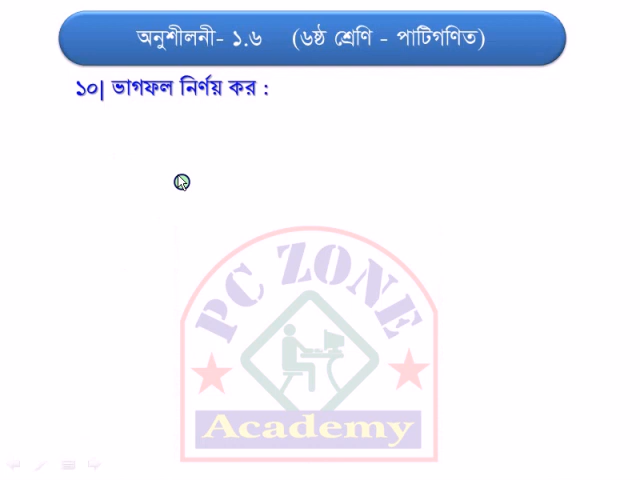 অনুশীলনী- ১.৬ (৬ষ্ঠ শ্রেণি - পাটিগণিত)
১০| ভাগফল নির্ণয় কর :
PC ZONE
Academy